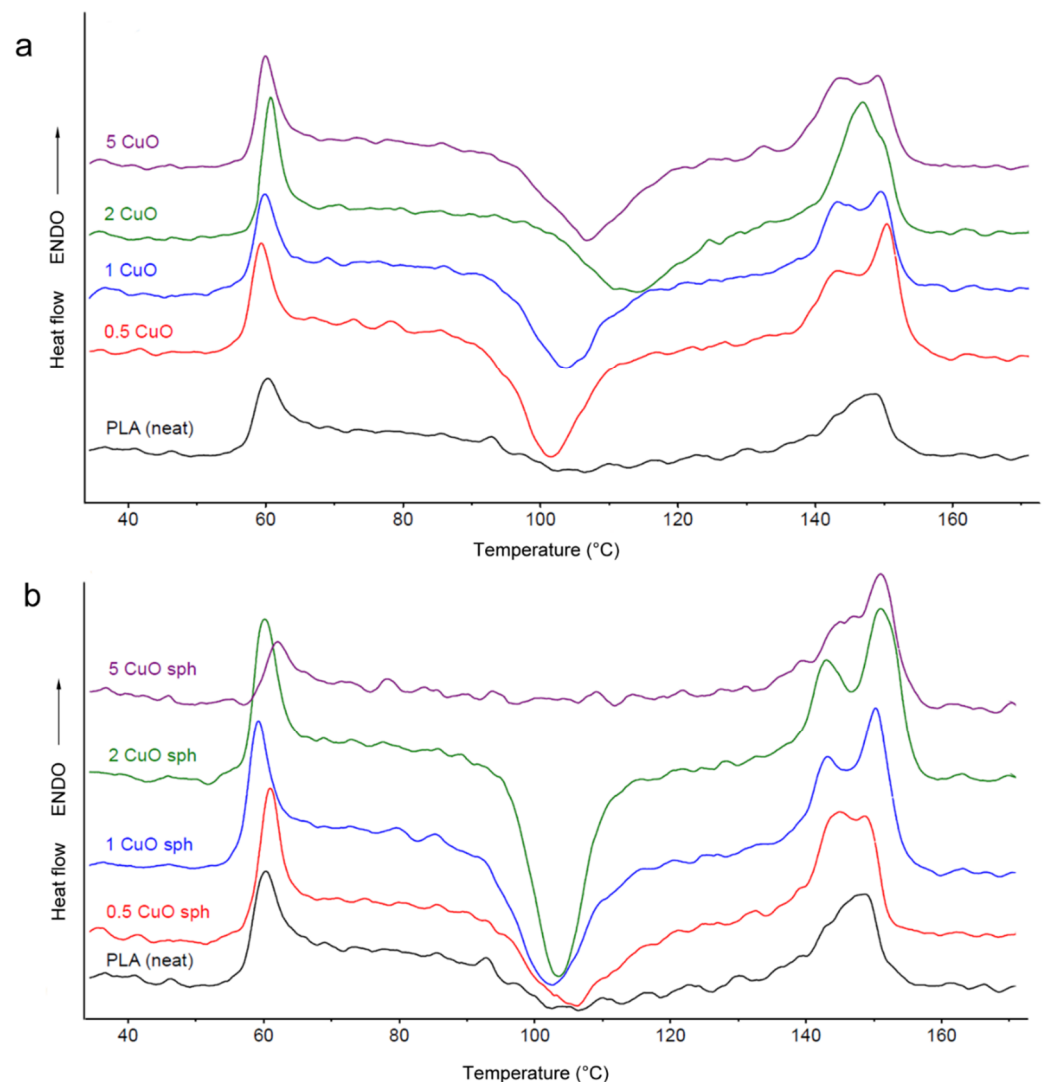 a
5 CuO
2 CuO
1 CuO
0.5 CuO
PLA (neat)
Heat flow ENDO
40 60 80 100 120 140 160
Temperature (°C)
b
5 CuO sph
2 CuO sph
1 CuO sph
0.5 CuO sph
PLA (neat)
Heat flow ENDO
40 60 80 100 120 140 160
Temperature (°C)